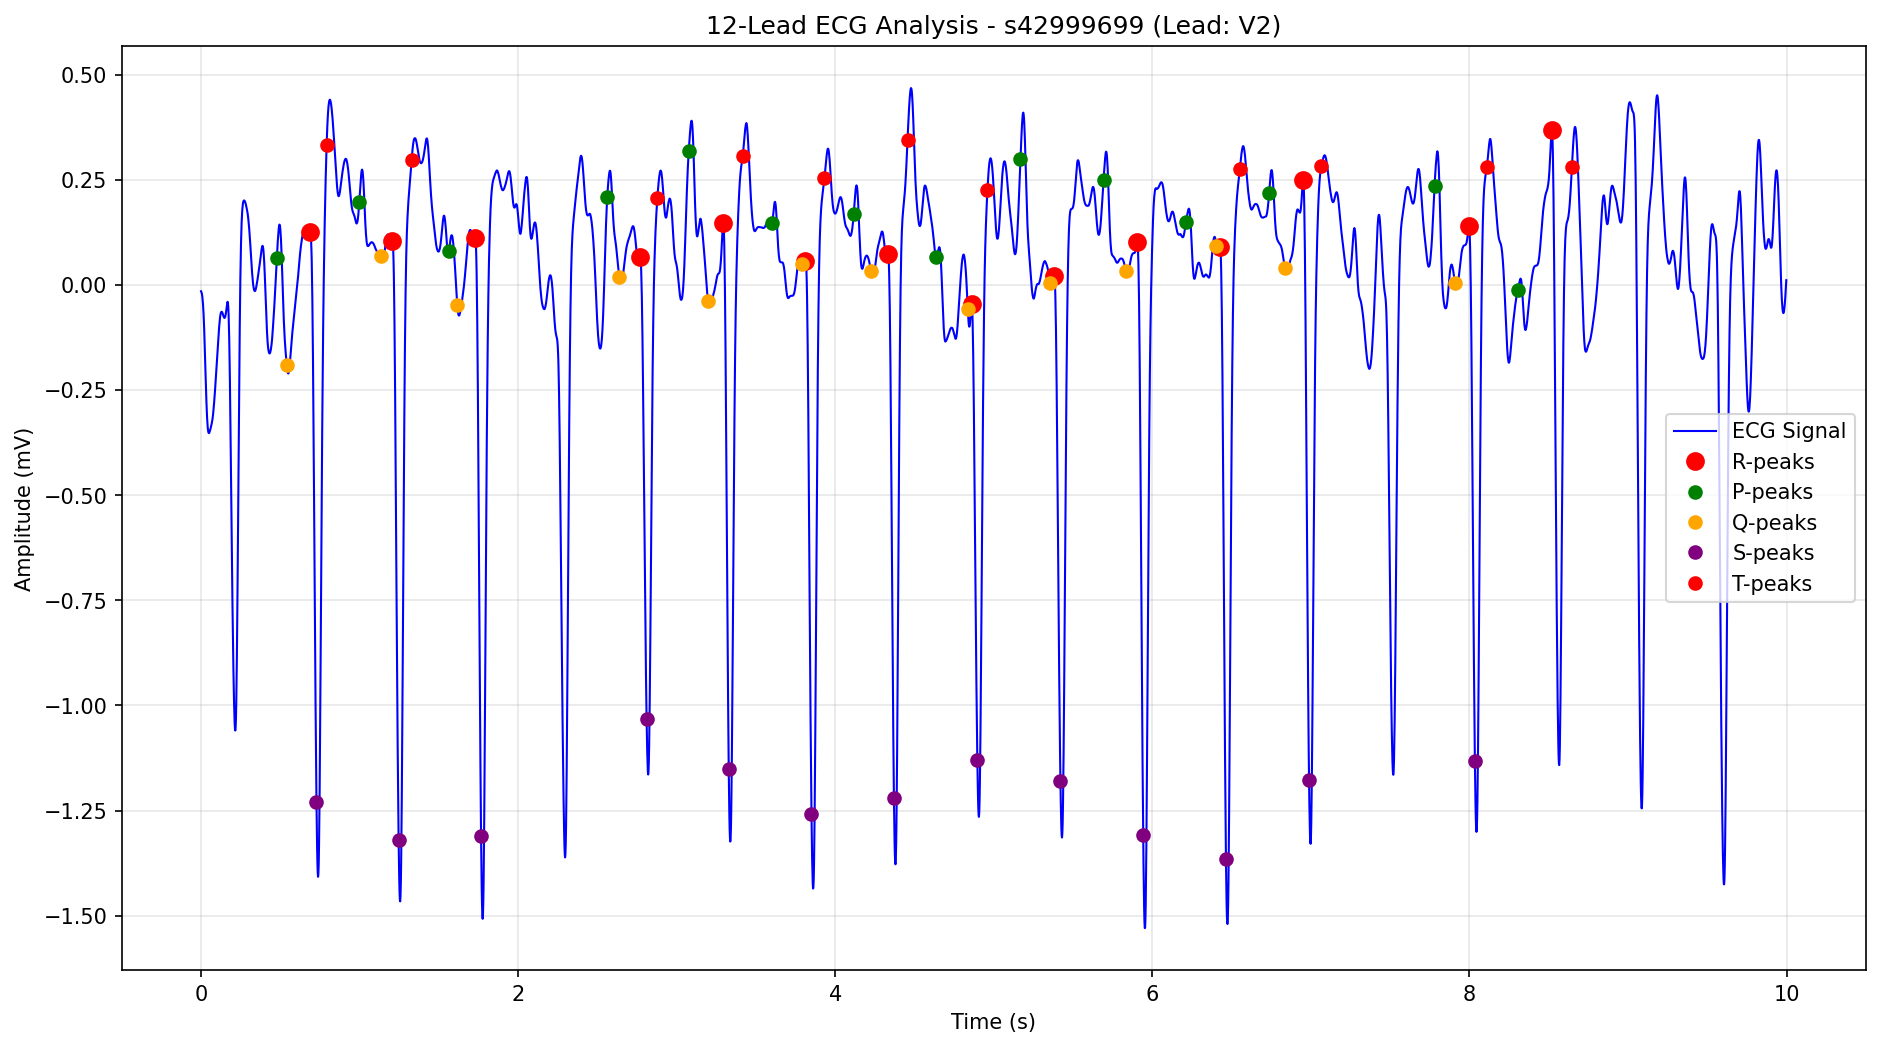 12-Lead ECG Analysis - s42999699 (Lead: V2)
Amplitude (mV)
0.50
0.25
0.00
−0.25
−0.50
−0.75
−1.00
−1.25
−1.50
ECG Signal
R-peaks
P-peaks
Q-peaks
S-peaks
T-peaks
0 2 4 6 8 10
Time (s)